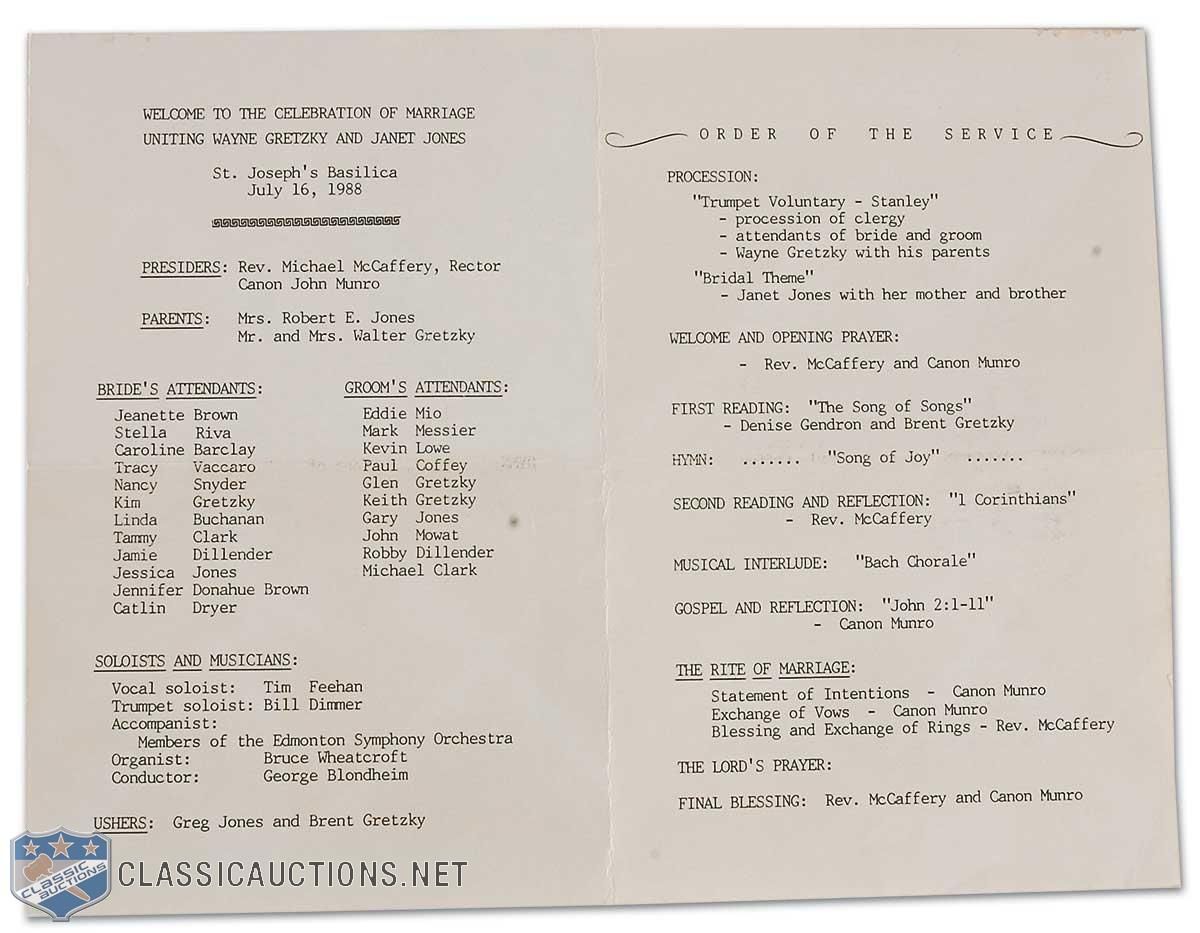 WELCOME TO THE CELEBRATION OF MARRIAGE
UNITING WAYNE GRETZKY AND JANET JONES
St. Joseph's Basilica
July 16, 1988
PRESIDERS: Rev. Michael McCaffery, Rector
Canon John Munro
PARENTS: Mrs. Robert E. Jones
Mr. and Mrs. Walter Gretzky
BRIDE'S ATTENDANTS:
Jeanette Brown
Stella Riva
Caroline Barclay
Tracy Vaccaro
Nancy Snyder
Kim Gretzky
Linda Buchanan
Tammy Clark
Jamie Dillender
Jessica Jones
Jennifer Donahue Brown
Catlin Dryer
GROOM'S ATTENDANTS:
Eddie Mio
Mark Messier
Kevin Lowe
Paul Coffey
Glen Gretzky
Keith Gretzky
Gary Jones
John Mowat
Robby Dillender
Michael Clark
SOLOISTS AND MUSICIANS:
Vocal soloist: Tim Feehan
Trumpet soloist: Bill Dimmer
Accompanist:
Members of the Edmonton Symphony Orchestra
Organist: Bruce Wheatcroft
Conductor: George Blondheim
USHERS: Greg Jones and Brent Gretzky
ORDER OF THE SERVICE
PROCESSION:
"Trumpet Voluntary - Stanley"
- procession of clergy
- attendants of bride and groom
- Wayne Gretzky with his parents
"Bridal Theme"
- Janet Jones with her mother and brother
WELCOME AND OPENING PRAYER:
- Rev. McCaffery and Canon Munro
FIRST READING: "The Song of Songs"
- Denise Gendron and Brent Gretzky
HYMN: ....... "Song of Joy" .......
SECOND READING AND REFLECTION: "1 Corinthians"
- Rev. McCaffery
MUSICAL INTERLUDE: "Bach Chorale"
GOSPEL AND REFLECTION: "John 2:1-11"
- Canon Munro
THE RITE OF MARRIAGE:
Statement of Intentions - Canon Munro
Exchange of Vows - Canon Munro
Blessing and Exchange of Rings - Rev. McCaffery
THE LORD'S PRAYER:
FINAL BLESSING: Rev. McCaffery and Canon Munro
CLASSIC AUCTIONS
CLASSICAUCTIONS.NET